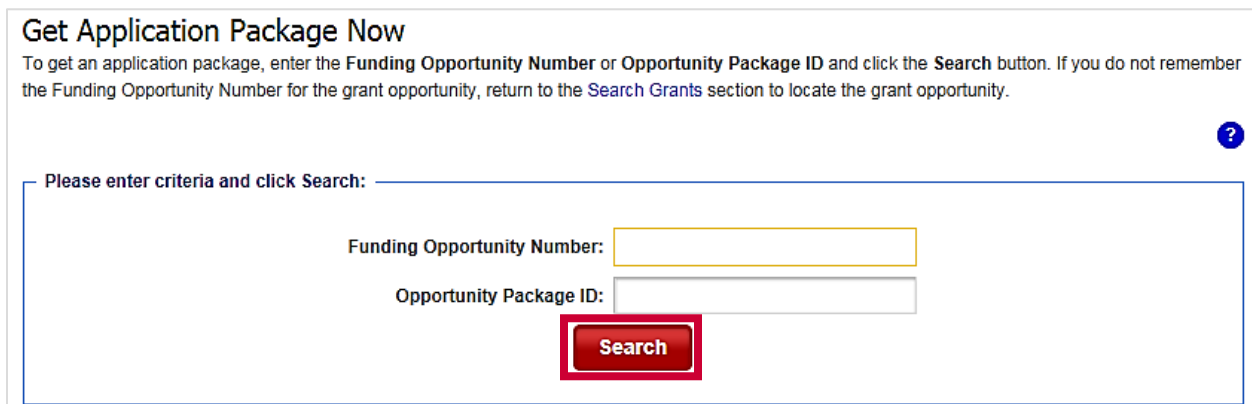 Get Application Package Now
To get an application package, enter the Funding Opportunity Number or Opportunity Package ID and click the Search button. If you do not remember
the Funding Opportunity Number for the grant opportunity, return to the Search Grants section to locate the grant opportunity.
?
Please enter criteria and click Search:
Funding Opportunity Number:
Opportunity Package ID:
Search